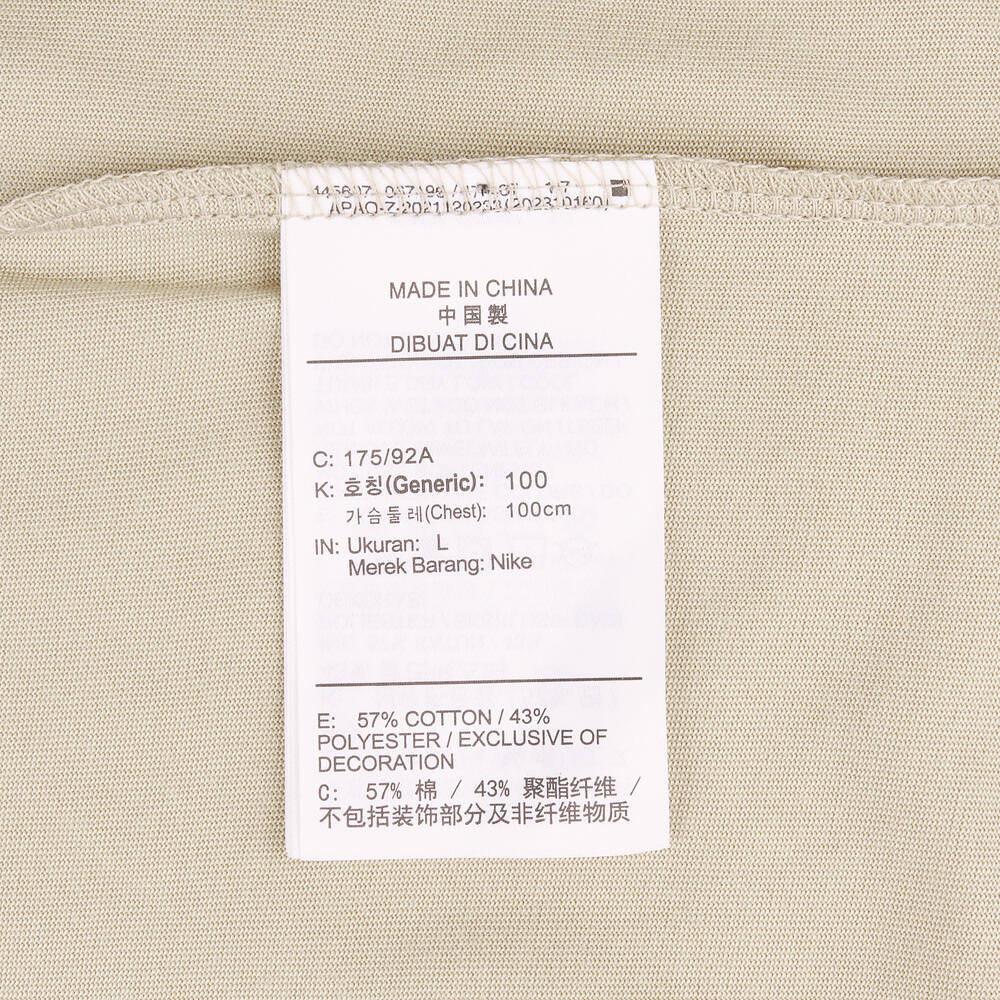 MADE IN CHINA
中国製
DIBUAT DI CINA
C: 175/92A
K: 호칭(Generic): 100
가슴둘레(Chest): 100cm
IN: Ukuran: L
Merek Barang: Nike
E: 57% COTTON / 43%
POLYESTER / EXCLUSIVE OF
DECORATION
C: 57% 棉 / 43% 聚酯纤维 /
不包括装饰部分及非纤维物质